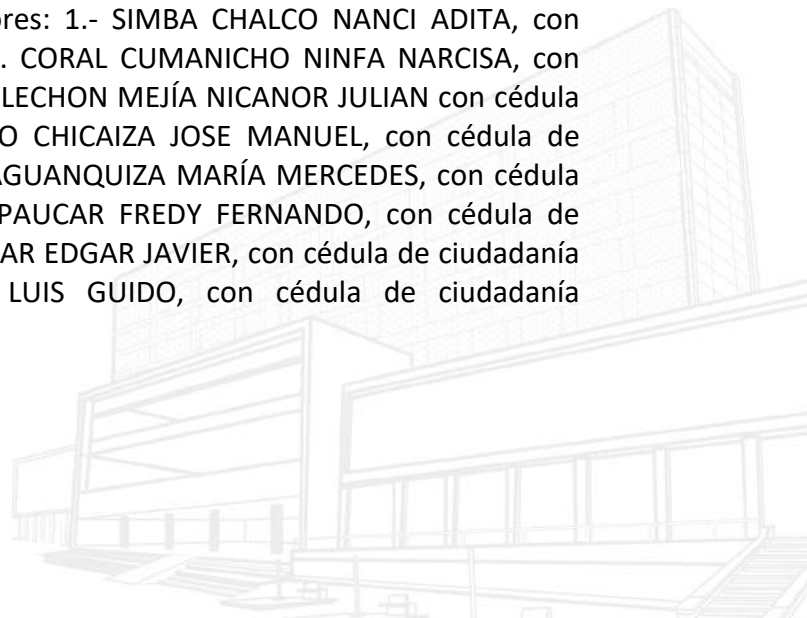 ores: 1.- SIMBA CHALCO NANCI ADITA, con
. CORAL CUMANICHO NINFA NARCISA, con
LECHON MEJÍA NICANOR JULIAN con cédula
O CHICAIZA JOSE MANUEL, con cédula de
AGUANQUIZA MARÍA MERCEDES, con cédula
PAUCAR FREDY FERNANDO, con cédula de
AR EDGAR JAVIER, con cédula de ciudadanía
LUIS GUIDO, con cédula de ciudadanía